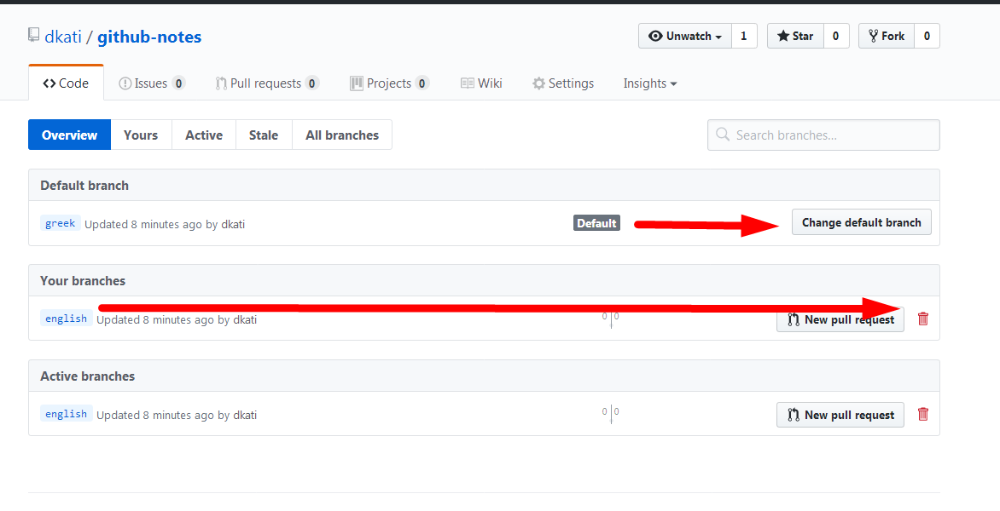 dkati / github-notes
Unwatch 1 Star 0 Fork 0
Code Issues 0 Pull requests 0 Projects 0 Wiki Settings Insights
Overview Yours Active Stale All branches Search branches...
Default branch
greek Updated 8 minutes ago by dkati Default Change default branch
Your branches
english Updated 8 minutes ago by dkati 0 0 New pull request
Active branches
english Updated 8 minutes ago by dkati 0 0 New pull request